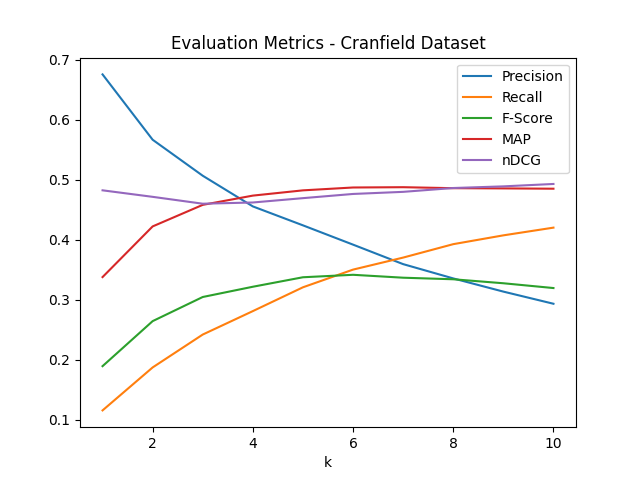 Evaluation Metrics - Cranfield Dataset
0.7
0.6
0.5
0.4
0.3
0.2
0.1
Precision
Recall
F-Score
MAP
nDCG
2 4 6 8 10
k